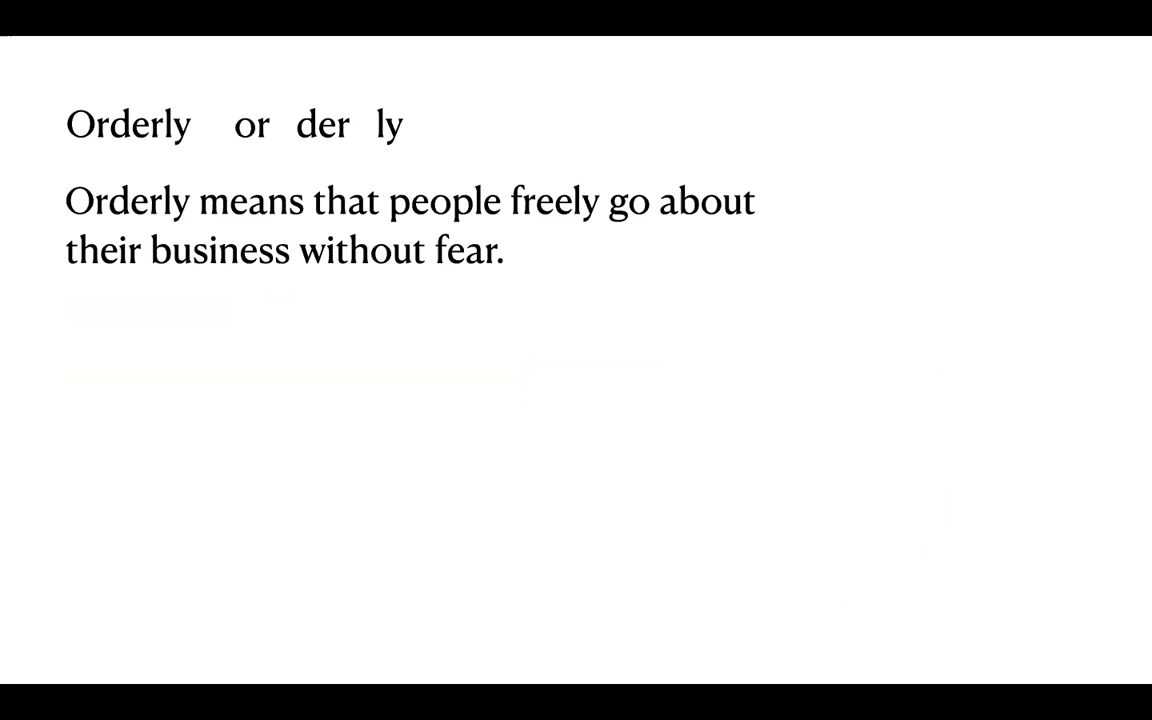 Orderly or der ly
Orderly means that people freely go about
their business without fear.